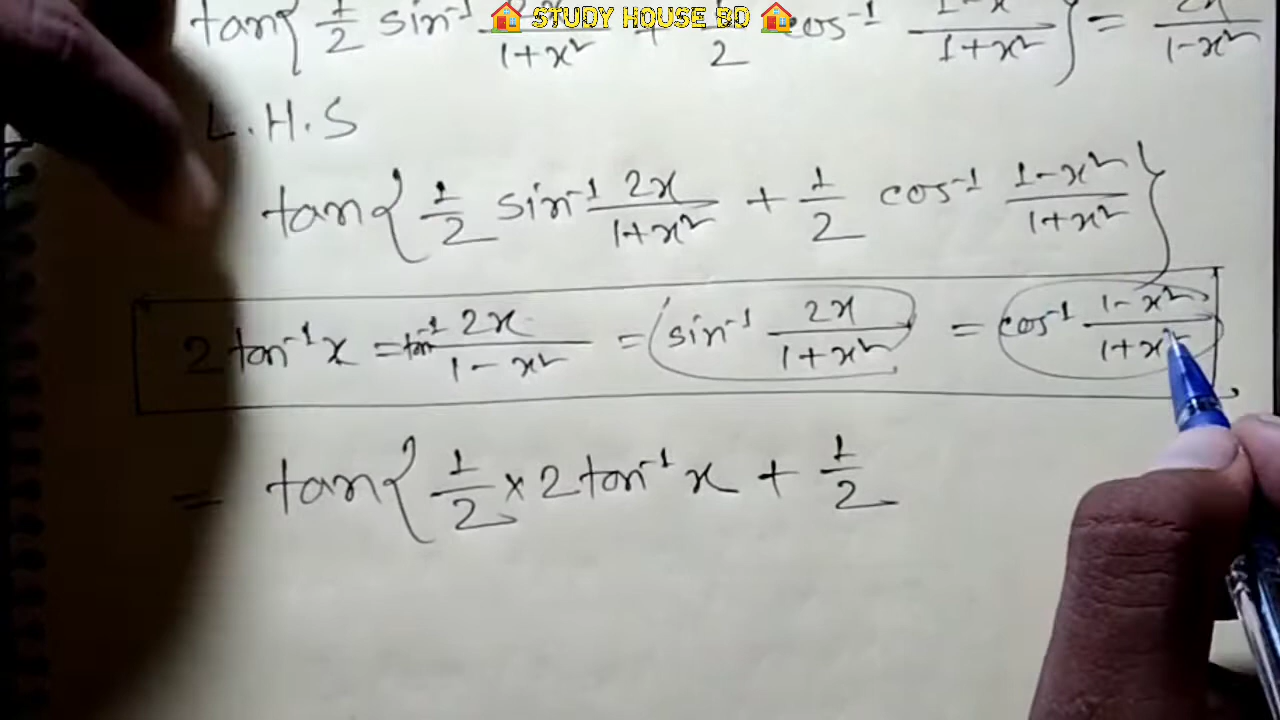 🏠 STUDY HOUSE BD 🏠
tan{ 1/2 sin⁻¹ 2x/1+x² + 1/2 cos⁻¹ 1-x²/1+x² } = 2x/1-x²
L.H.S
tan{ 1/2 sin⁻¹ 2x/1+x² + 1/2 cos⁻¹ 1-x²/1+x² }
2 tan⁻¹x = tan⁻¹ 2x/1-x² = sin⁻¹ 2x/1+x² = cos⁻¹ 1-x²/1+x²
= tan{ 1/2 × 2 tan⁻¹ x + 1/2